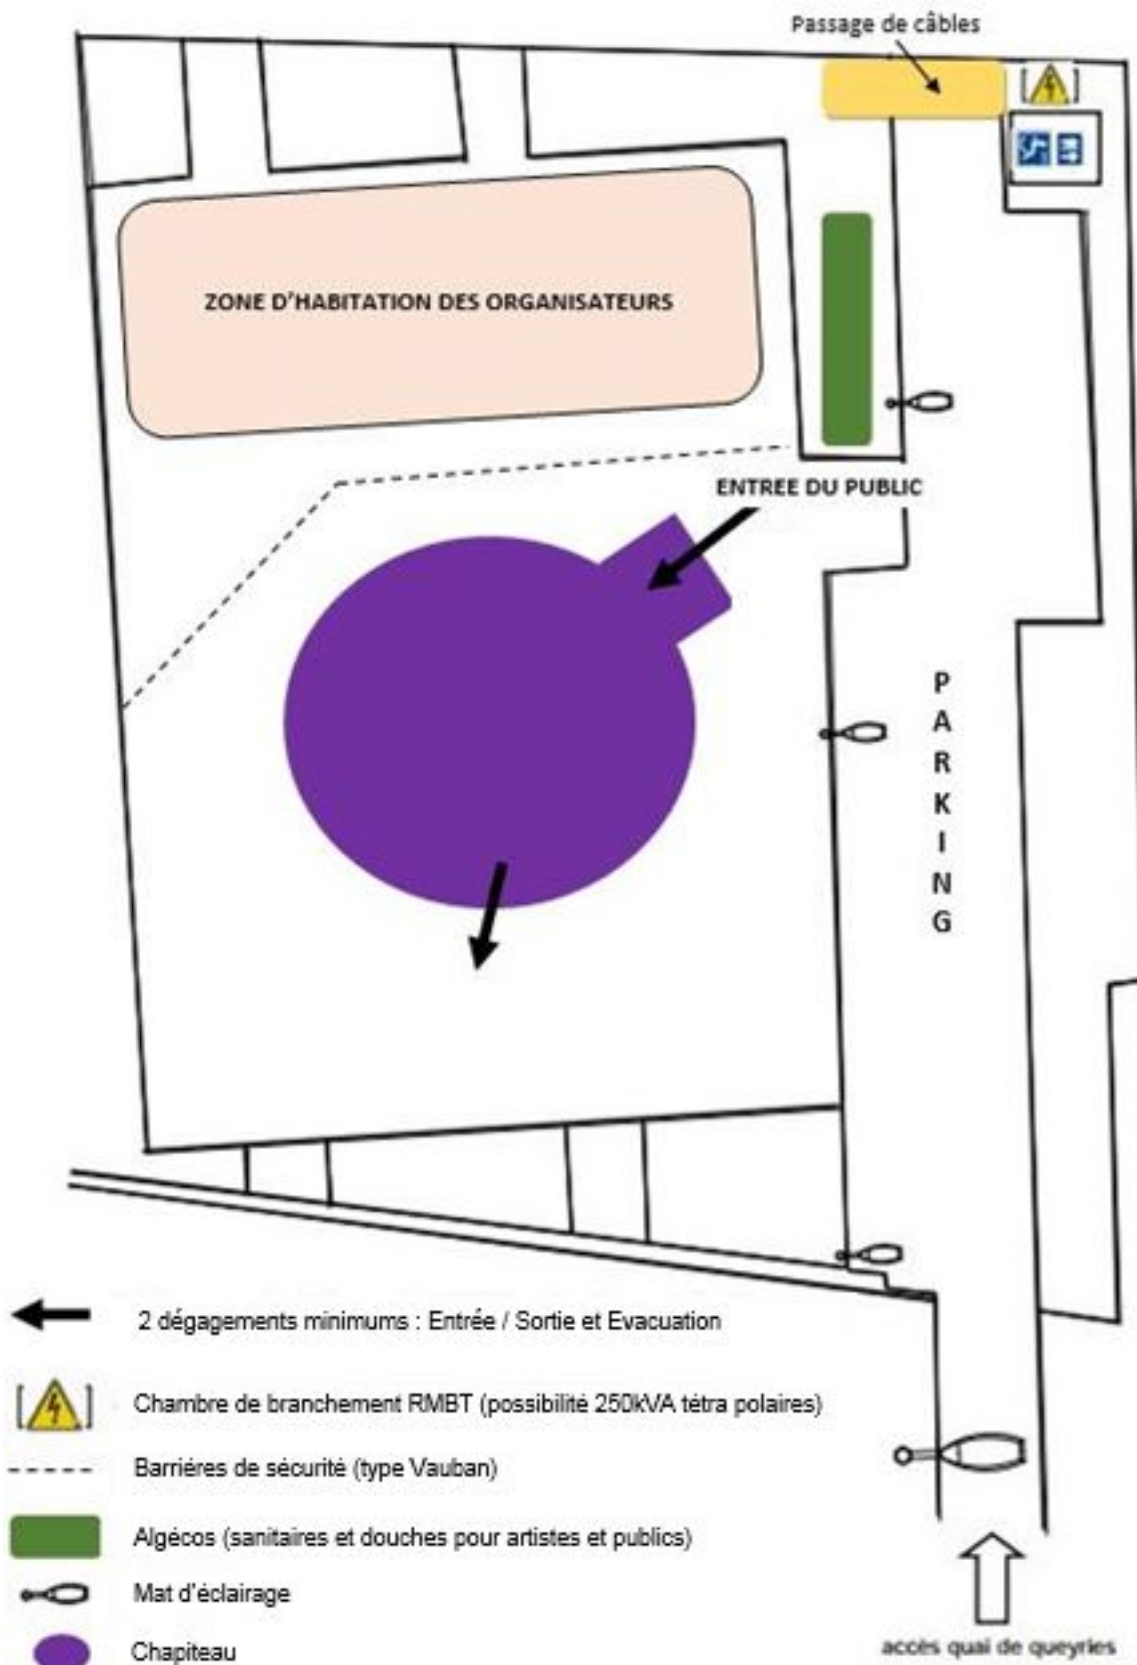 Passage de câbles
ZONE D'HABITATION DES ORGANISATEURS
ENTREE DU PUBLIC
P
A
R
K
I
N
G
2 dégagements minimums : Entrée / Sortie et Evacuation
Chambre de branchement RMBT (possibilité 250kVA tétra polaires)
Barrières de sécurité (type Vauban)
Algécos (sanitaires et douches pour artistes et publics)
Mat d'éclairage
Chapiteau
accès quai de queyries